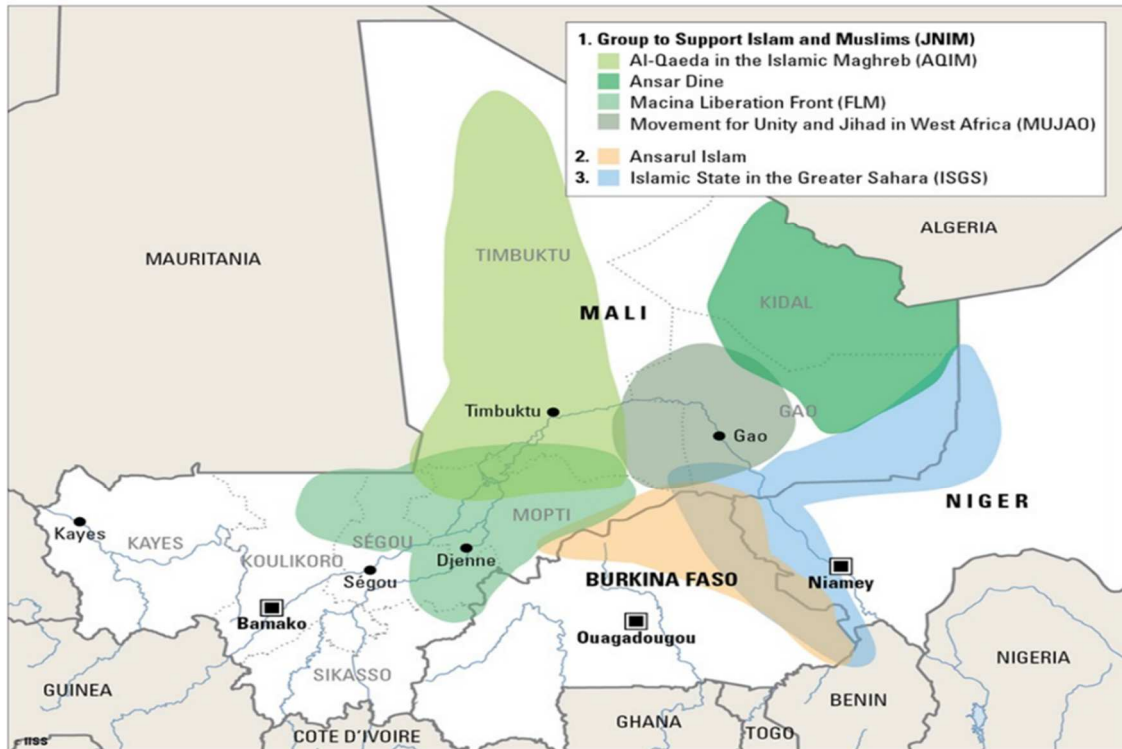 1. Group to Support Islam and Muslims (JNIM)
Al-Qaeda in the Islamic Maghreb (AQIM)
Ansar Dine
Macina Liberation Front (FLM)
Movement for Unity and Jihad in West Africa (MUJAO)
2. Ansarul Islam
3. Islamic State in the Greater Sahara (ISGS)
ALGERIA
MAURITANIA
TIMBUKTU
KIDAL
MALI
Timbuktu
GAO
Gao
NIGER
MOPTI
Kayes
KAYES
SÉGOU
KOULIKORO
Djenne
Ségou
BURKINA FASO
Niamey
Bamako
Ouagadougou
SIKASSO
NIGERIA
GUINEA
BENIN
GHANA
TOGO
COTE D'IVOIRE
IISS